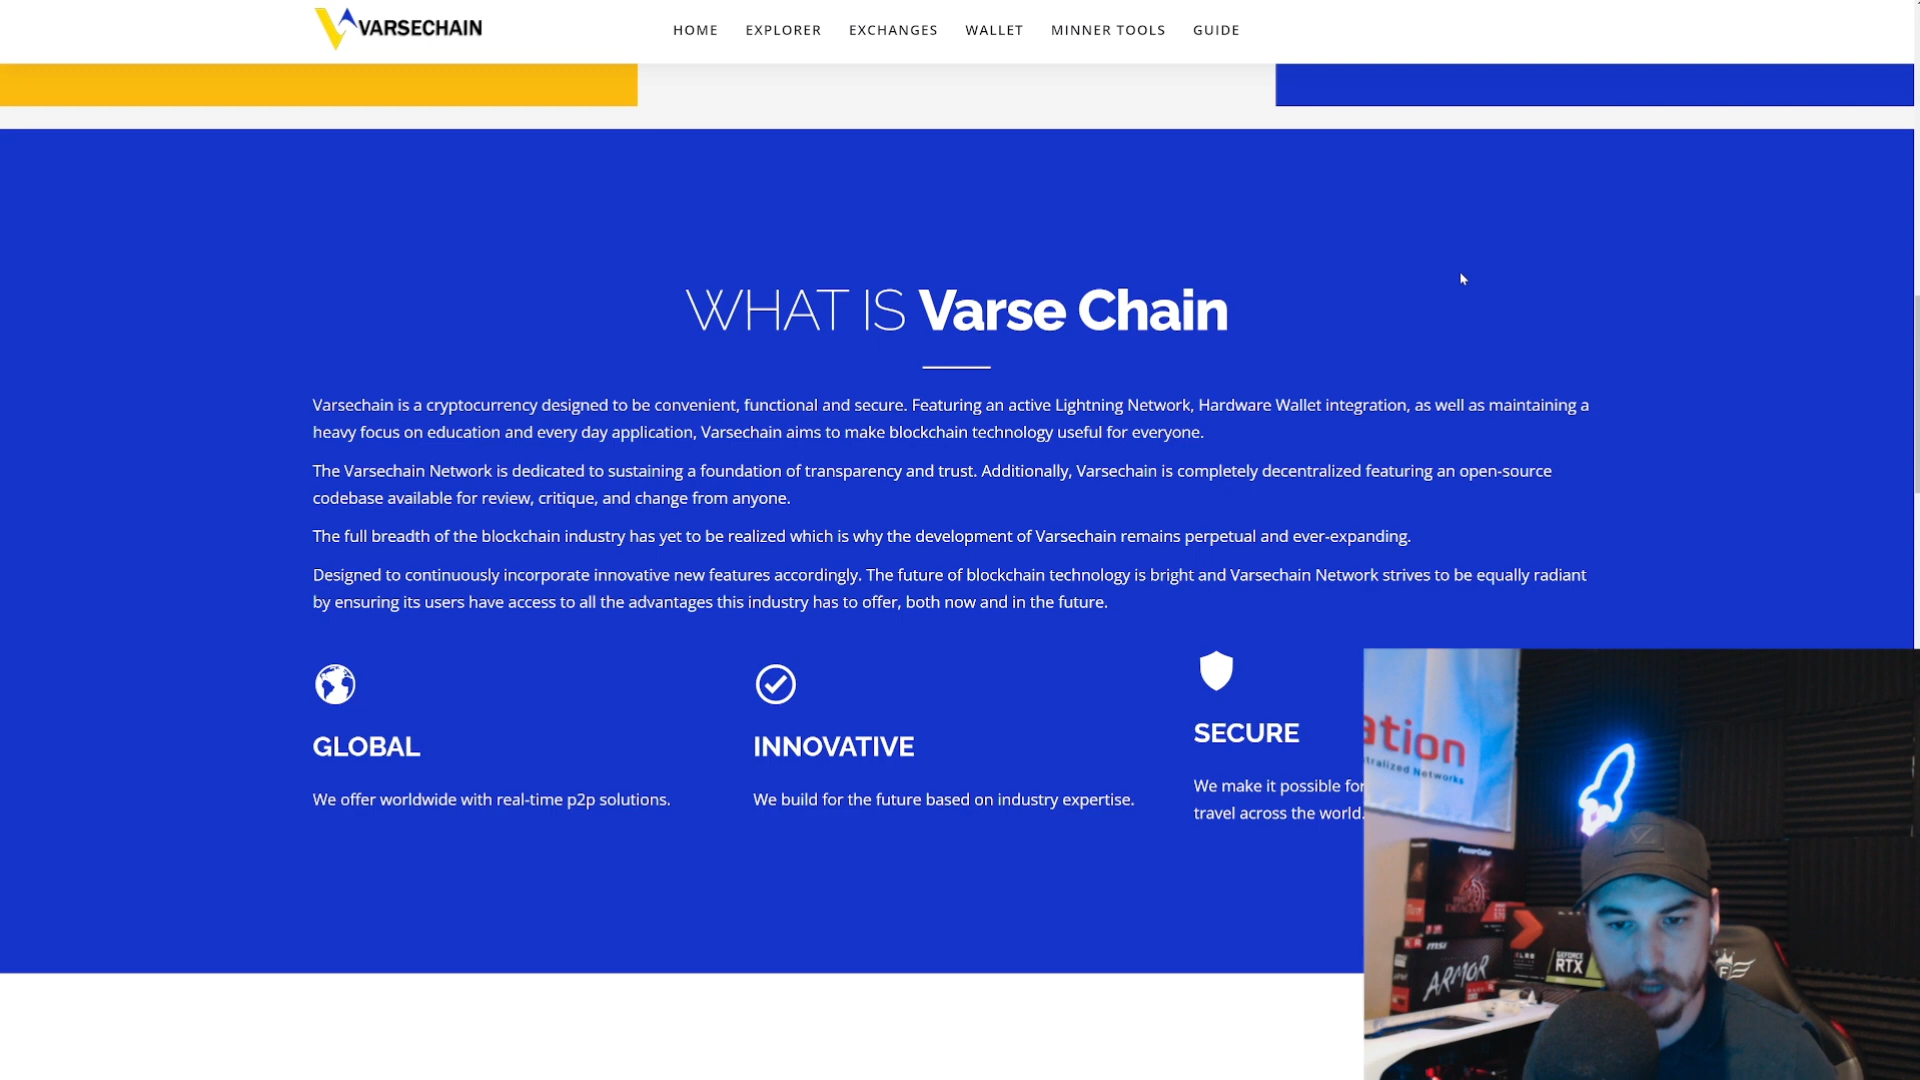 VARSECHAIN
HOME EXPLORER EXCHANGES WALLET MINNER TOOLS GUIDE
WHAT IS Varse Chain
Varsechain is a cryptocurrency designed to be convenient, functional and secure. Featuring an active Lightning Network, Hardware Wallet integration, as well as maintaining a
heavy focus on education and every day application, Varsechain aims to make blockchain technology useful for everyone.
The Varsechain Network is dedicated to sustaining a foundation of transparency and trust. Additionally, Varsechain is completely decentralized featuring an open-source
codebase available for review, critique, and change from anyone.
The full breadth of the blockchain industry has yet to be realized which is why the development of Varsechain remains perpetual and ever-expanding.
Designed to continuously incorporate innovative new features accordingly. The future of blockchain technology is bright and Varsechain Network strives to be equally radiant
by ensuring its users have access to all the advantages this industry has to offer, both now and in the future.
GLOBAL
We offer worldwide with real-time p2p solutions.
INNOVATIVE
We build for the future based on industry expertise.
SECURE
We make it possible for
travel across the world.
ation
tralized Networks
PowerColor
msi
ARMOR
XLR8
GEFORCE
RTX
F